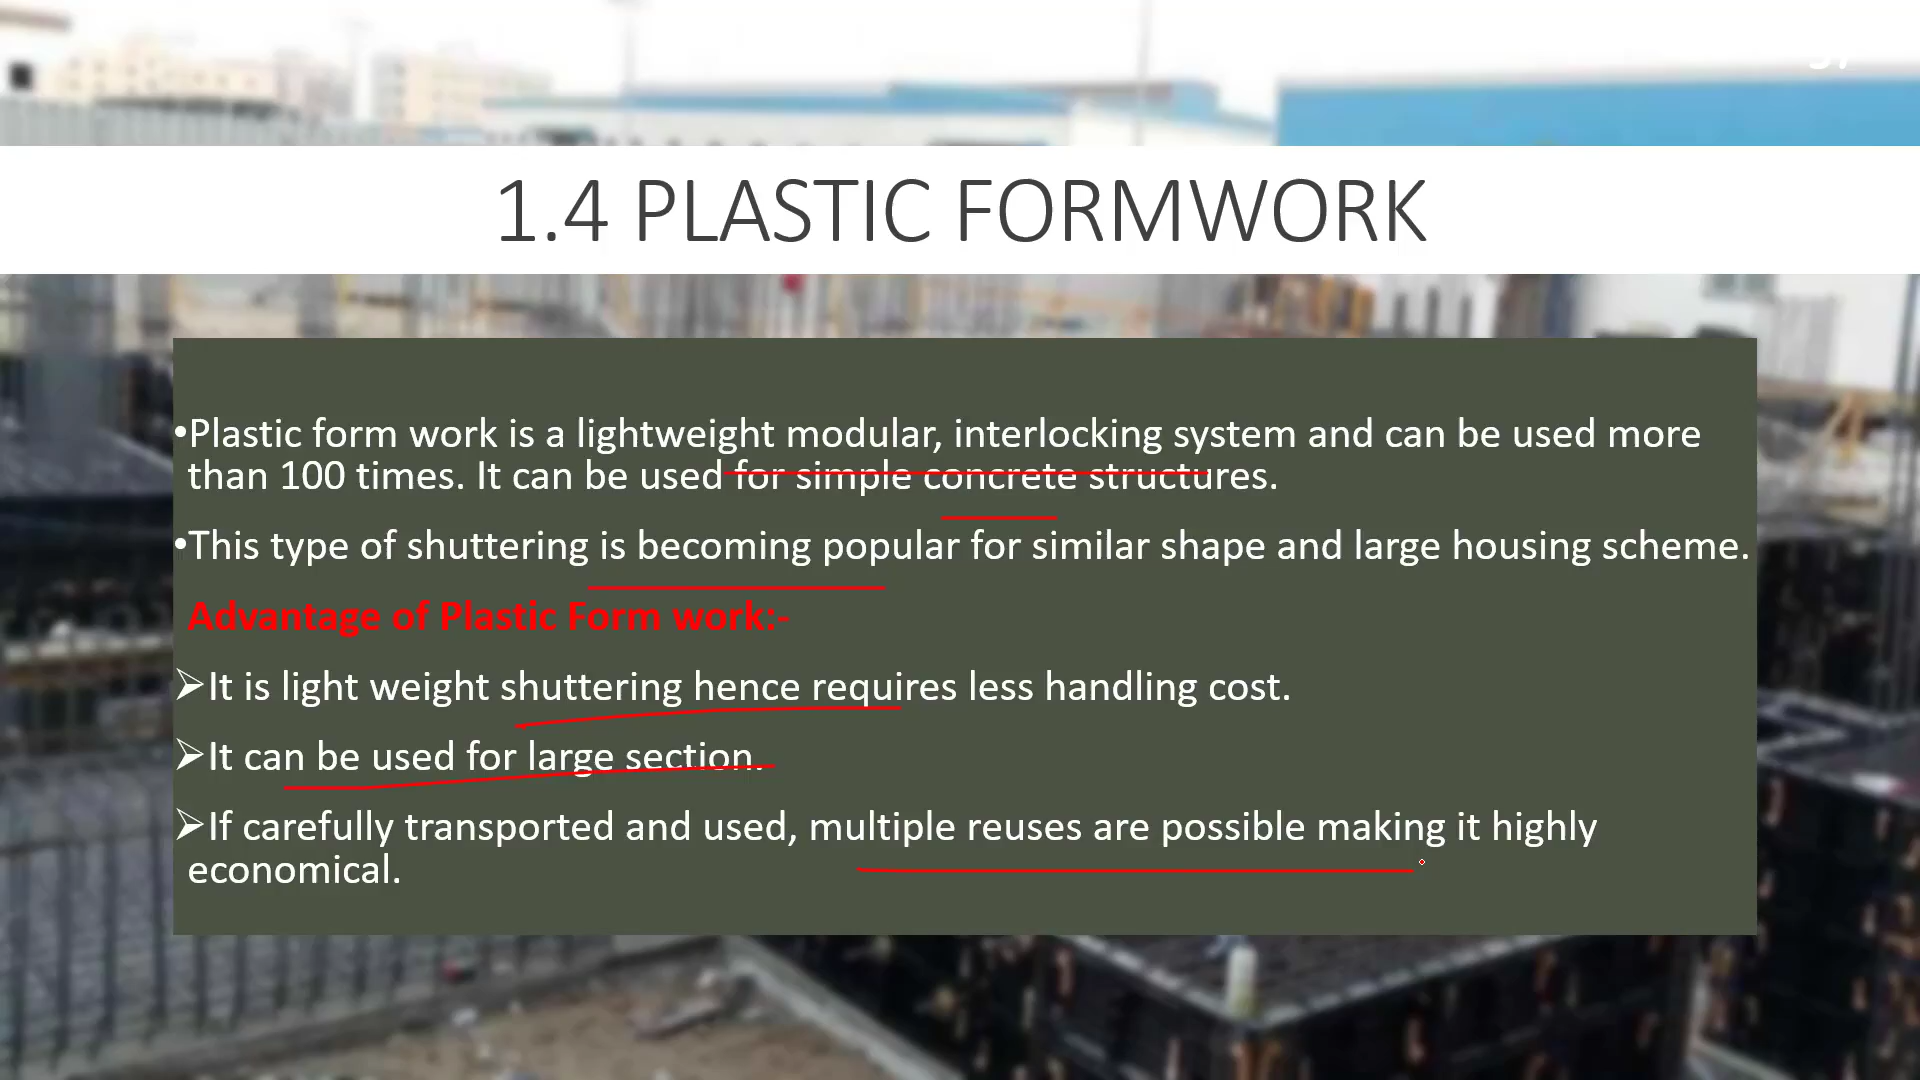 1.4 PLASTIC FORMWORK
•Plastic form work is a lightweight modular, interlocking system and can be used more
than 100 times. It can be used for simple concrete structures.
•This type of shuttering is becoming popular for similar shape and large housing scheme.
Advantage of Plastic Form work:-
➢It is light weight shuttering hence requires less handling cost.
➢It can be used for large section.
➢If carefully transported and used, multiple reuses are possible making it highly
economical.